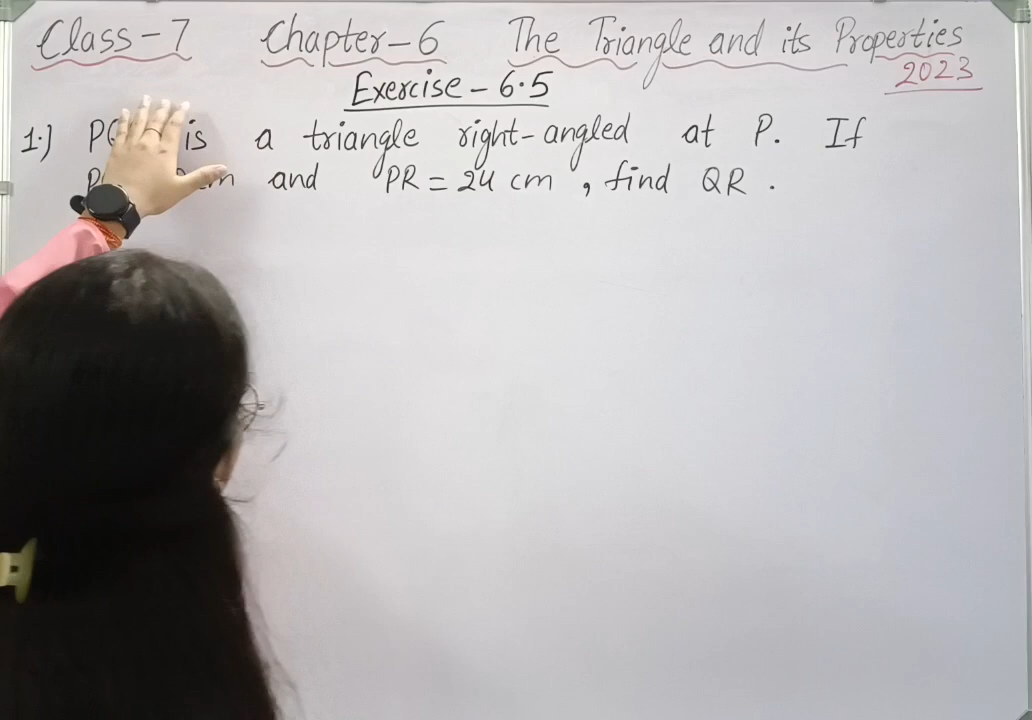 Class-7 Chapter-6 The Triangle and its Properties
2023
Exercise - 6.5
1.) is a triangle right-angled at P. If
and PR = 24 cm , find QR .